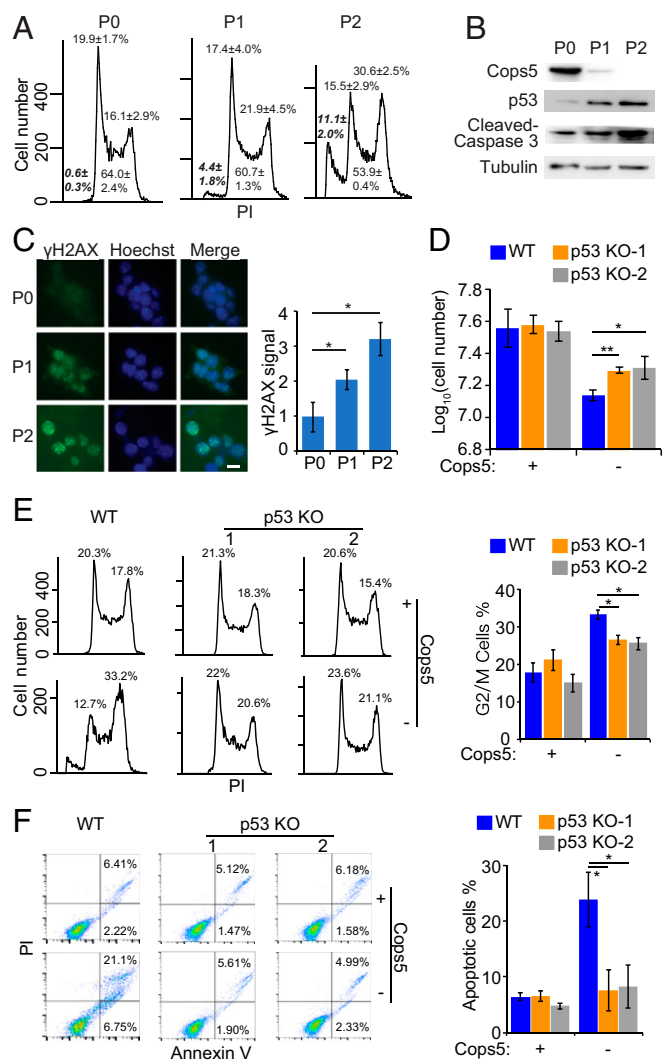 A
P0
P1
P2
Cell number
400
200
0
19.9±1.7%
16.1±2.9%
0.6±
0.3%
64.0±
2.4%
17.4±4.0%
21.9±4.5%
4.4±
1.8%
60.7±
1.3%
30.6±2.5%
15.5±2.9%
11.1±
2.0%
53.9±
0.4%
PI
B
P0 P1 P2
Cops5
p53
Cleaved-
Caspase 3
Tubulin
C
γH2AX Hoechst Merge
P0
P1
P2
γH2AX signal
4
3
2
1
0
*
*
P0 P1 P2
D
WT
p53 KO-1
p53 KO-2
Log10(cell number)
7.8
7.6
7.4
7.2
7.0
6.8
*
**
Cops5: + -
E
WT
p53 KO
1 2
Cell number
400
200
0
20.3%
17.8%
21.3%
18.3%
20.6%
15.4%
+
Cops5
-
200
0
12.7%
33.2%
22%
20.6%
23.6%
21.1%
PI
WT
p53 KO-1
p53 KO-2
G2/M Cells %
40
30
20
10
0
*
*
Cops5: + -
F
WT
p53 KO
1 2
PI
6.41%
2.22%
5.12%
1.47%
6.18%
1.58%
+
Cops5
-
21.1%
6.75%
5.61%
1.90%
4.99%
2.33%
Annexin V
WT
p53 KO-1
p53 KO-2
Apoptotic cells %
30
20
10
0
*
*
Cops5: + -